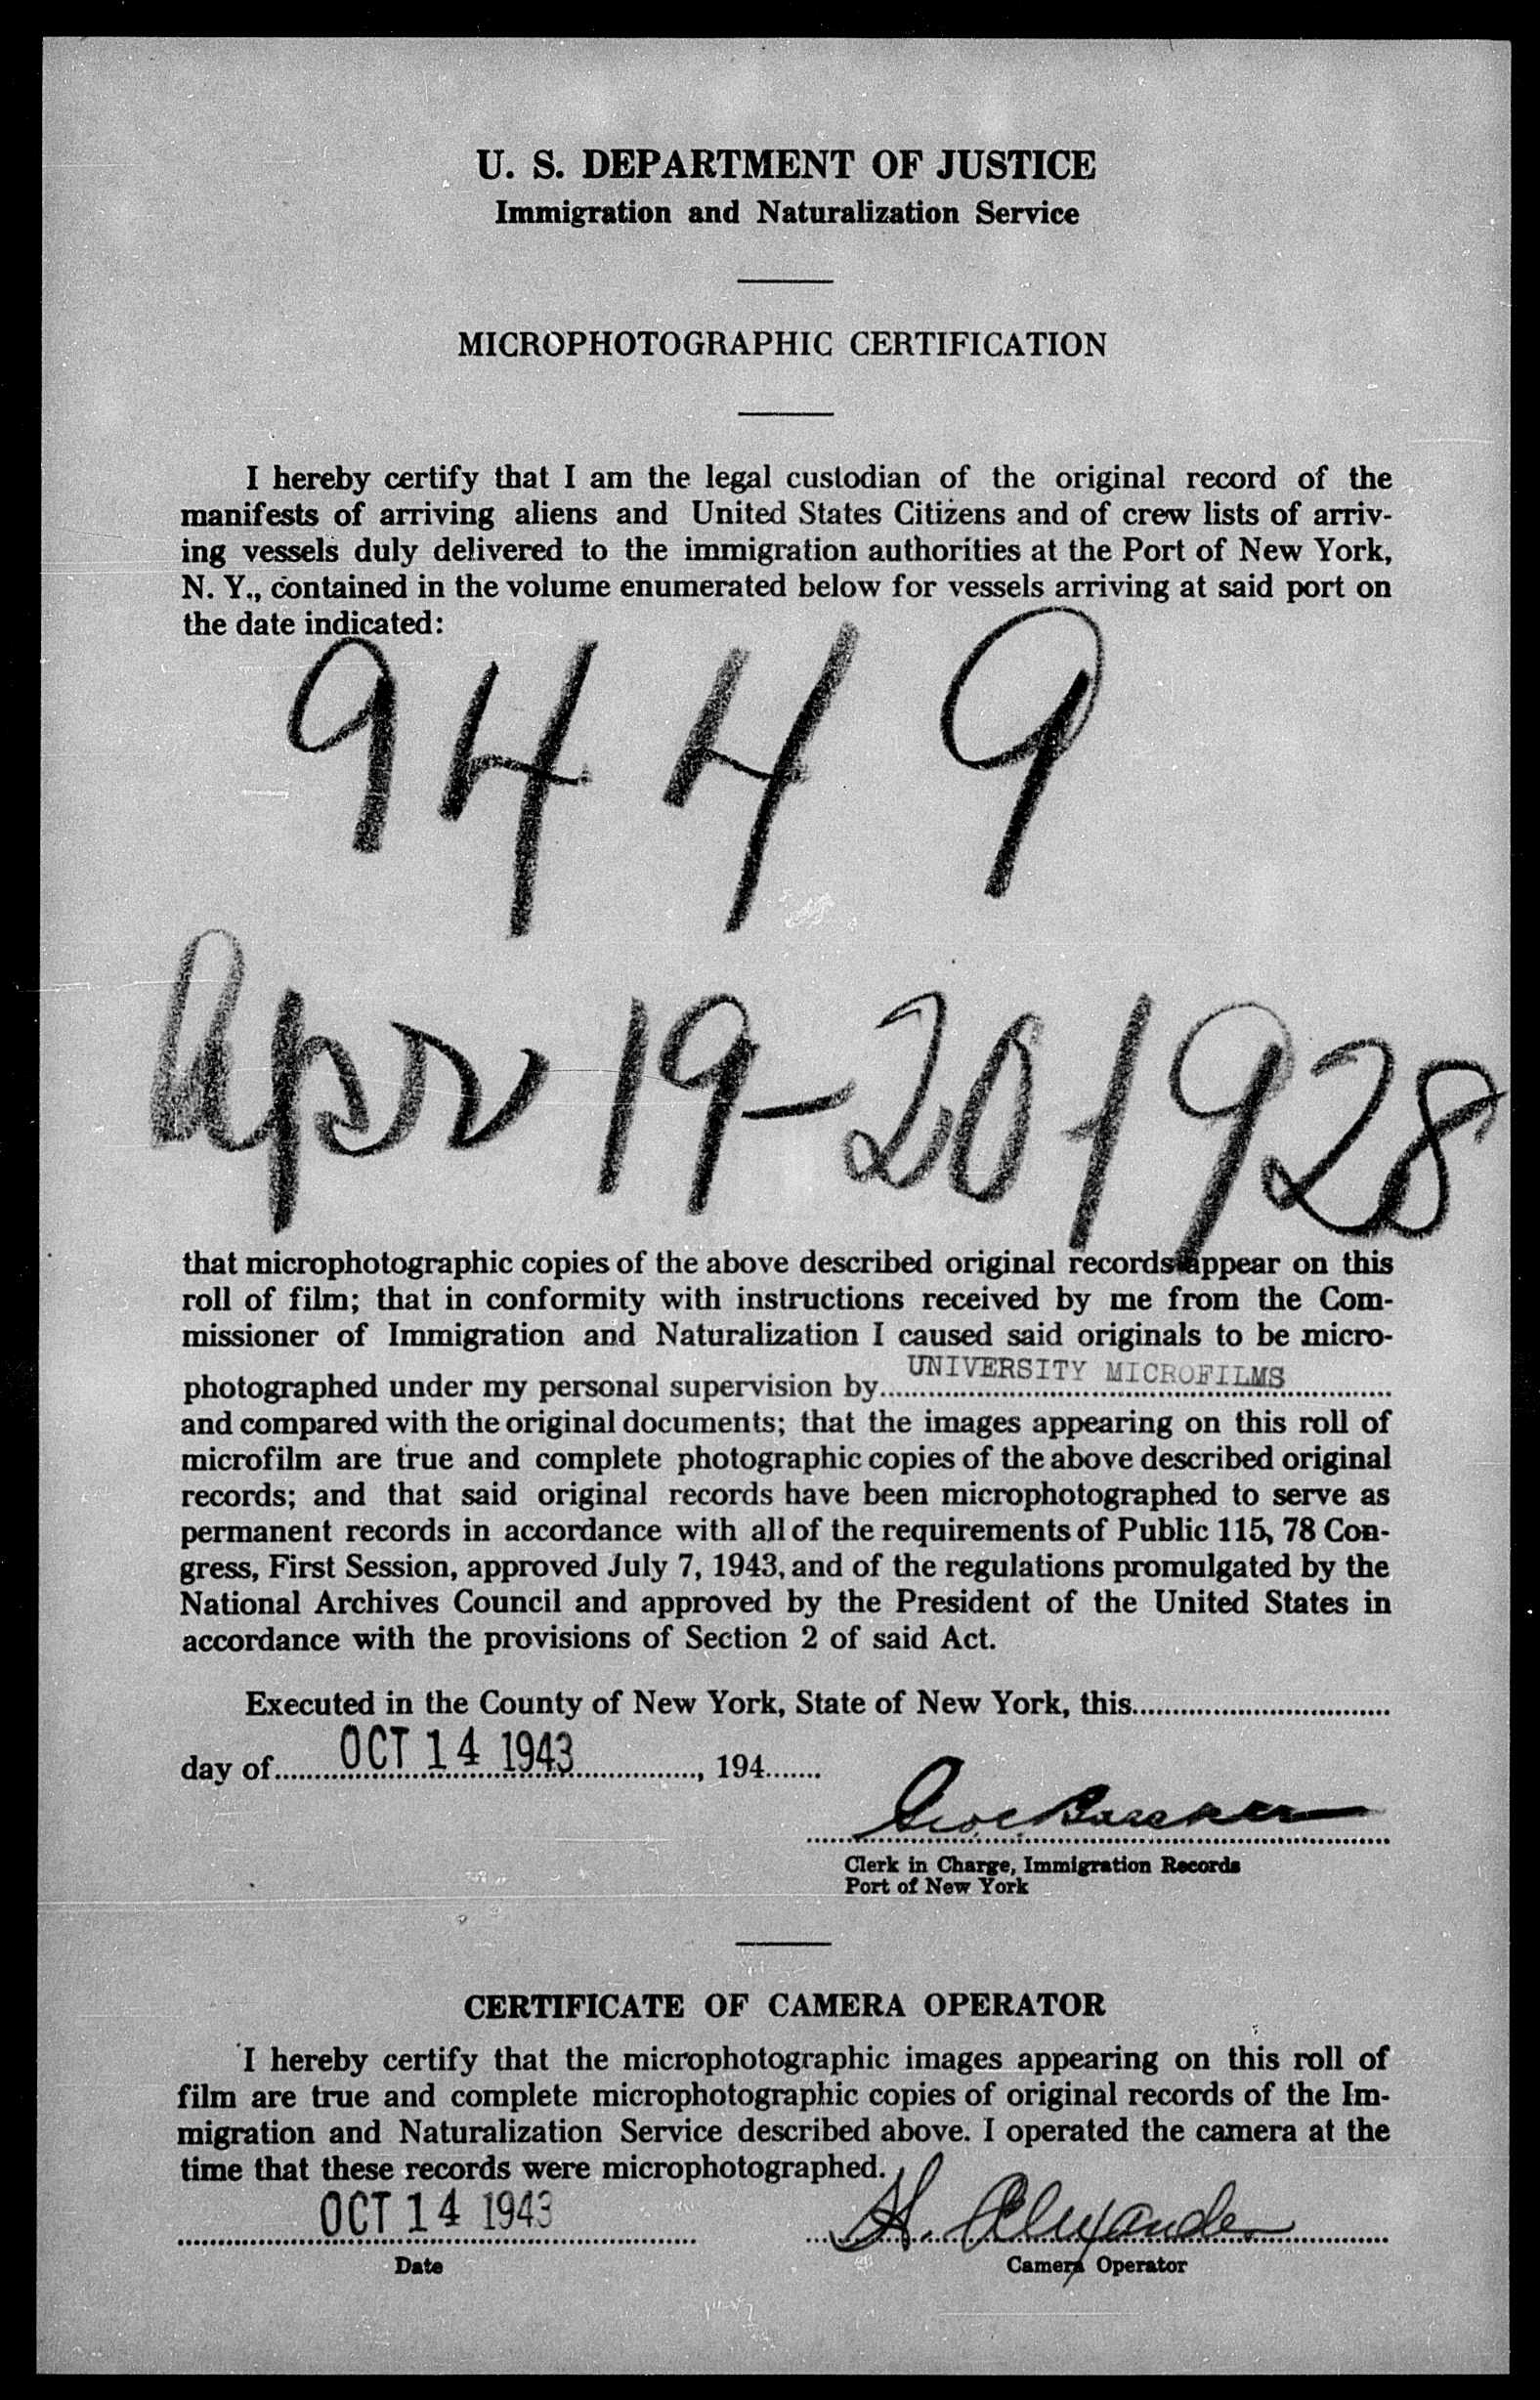 U. S. DEPARTMENT OF JUSTICE
Immigration and Naturalization Service
MICROPHOTOGRAPHIC CERTIFICATION
I hereby certify that I am the legal custodian of the original record of the
manifests of arriving aliens and United States Citizens and of crew lists of arriv-
ing vessels duly delivered to the immigration authorities at the Port of New York,
N. Y., contained in the volume enumerated below for vessels arriving at said port on
the date indicated:
9449
Apr 19-20 1928
that microphotographic copies of the above described original records appear on this
roll of film; that in conformity with instructions received by me from the Com-
missioner of Immigration and Naturalization I caused said originals to be micro-
photographed under my personal supervision by UNIVERSITY MICROFILMS
and compared with the original documents; that the images appearing on this roll of
microfilm are true and complete photographic copies of the above described original
records; and that said original records have been microphotographed to serve as
permanent records in accordance with all of the requirements of Public 115, 78 Con-
gress, First Session, approved July 7, 1943, and of the regulations promulgated by the
National Archives Council and approved by the President of the United States in
accordance with the provisions of Section 2 of said Act.
Executed in the County of New York, State of New York, this
day of OCT 14 1943, 194
Clerk in Charge, Immigration Records
Port of New York
CERTIFICATE OF CAMERA OPERATOR
I hereby certify that the microphotographic images appearing on this roll of
film are true and complete microphotographic copies of original records of the Im-
migration and Naturalization Service described above. I operated the camera at the
time that these records were microphotographed.
OCT 14 1943 H. Alexander
Date Camera Operator